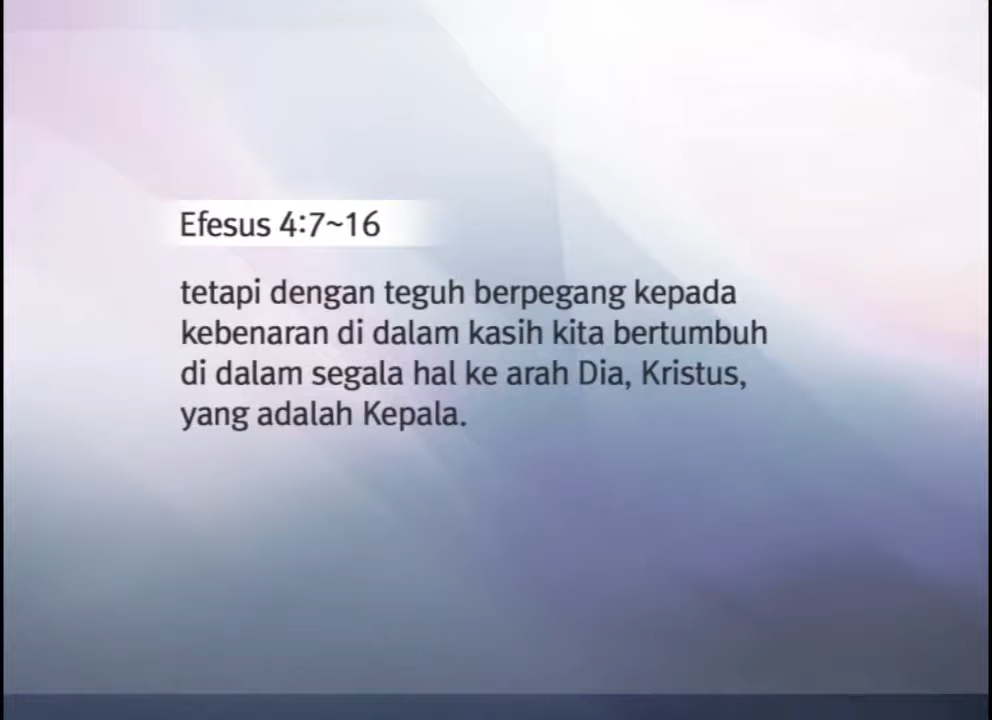 Efesus 4:7~16
tetapi dengan teguh berpegang kepada
kebenaran di dalam kasih kita bertumbuh
di dalam segala hal ke arah Dia, Kristus,
yang adalah Kepala.